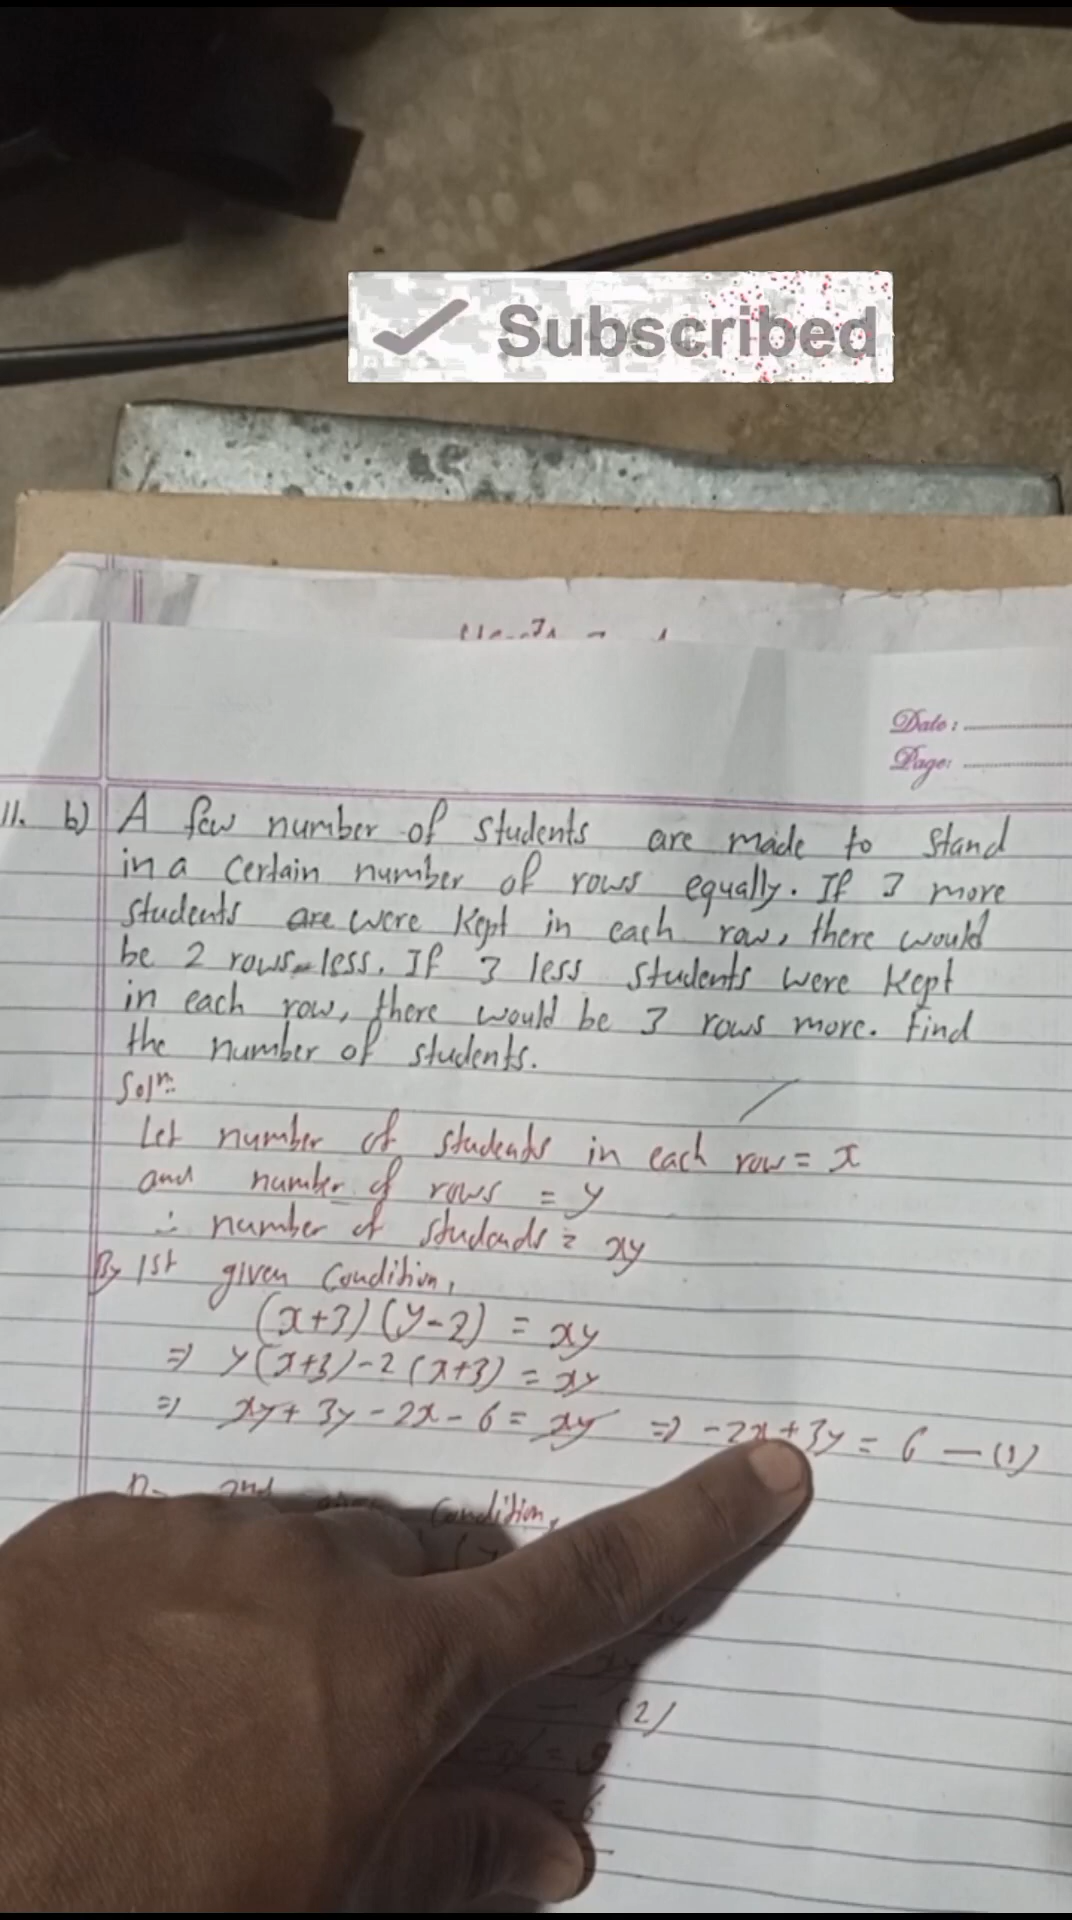 Subscribed
Date:
Page:
11. b) A few number of students are made to stand
in a certain number of rows equally. If 3 more
students are were kept in each row, there would
be 2 rows less. If 3 less students were kept
in each row, there would be 3 rows more. Find
the number of students.
Solⁿ:
Let number of students in each row = x
and number of rows = y
∴ number of students = xy
By 1st given condition,
(x+3)(y-2) = xy
⇒ y(x+3)-2(x+3) = xy
⇒ xy + 3y - 2x - 6 = xy ⇒ -2x+3y = 6 — (1)
2nd given condition,
— (2)